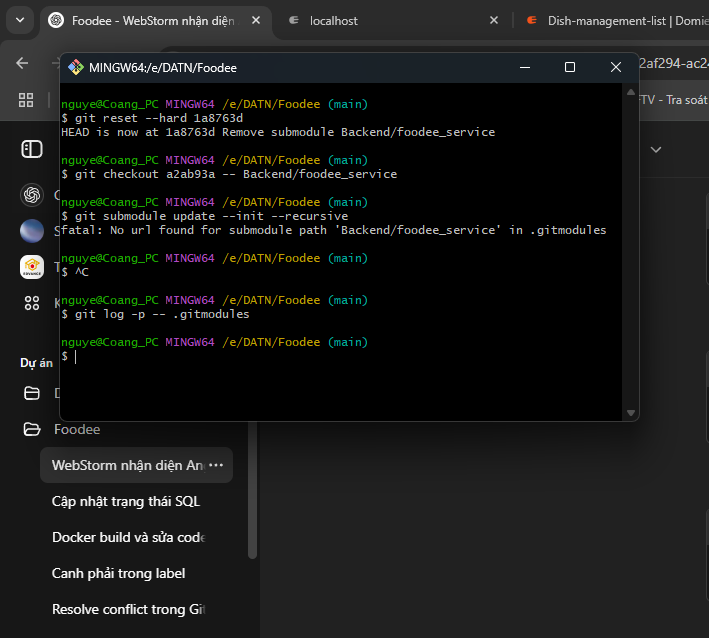 Foodee - WebStorm nhận diện
localhost
Dish-management-list | Domie
MINGW64:/e/DATN/Foodee
2af294-ac24
TV - Tra soát
nguye@Coang_PC MINGW64 /e/DATN/Foodee (main)
$ git reset --hard 1a8763d
HEAD is now at 1a8763d Remove submodule Backend/foodee_service
nguye@Coang_PC MINGW64 /e/DATN/Foodee (main)
$ git checkout a2ab93a -- Backend/foodee_service
nguye@Coang_PC MINGW64 /e/DATN/Foodee (main)
$ git submodule update --init --recursive
fatal: No url found for submodule path 'Backend/foodee_service' in .gitmodules
nguye@Coang_PC MINGW64 /e/DATN/Foodee (main)
$ ^C
nguye@Coang_PC MINGW64 /e/DATN/Foodee (main)
$ git log -p -- .gitmodules
nguye@Coang_PC MINGW64 /e/DATN/Foodee (main)
$
EDVANCE
Dự án
Foodee
WebStorm nhận diện An
Cập nhật trạng thái SQL
Docker build và sửa code
Canh phải trong label
Resolve conflict trong Git